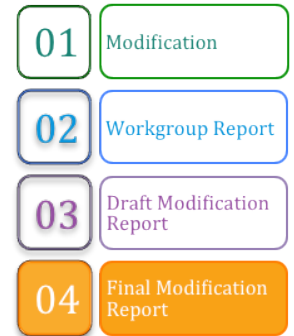 01
Modification
02
Workgroup Report
03
Draft Modification
Report
04
Final Modification
Report